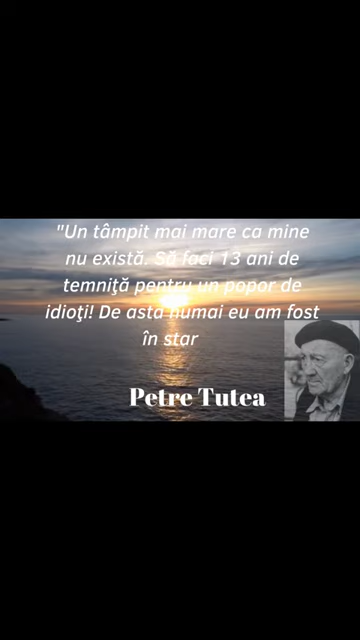 "Un tâmpit mai mare ca mine
nu există. Să faci 13 ani de
temniţă pentru un popor de
idioţi! De asta numai eu am fost
în star
Petre Tutea